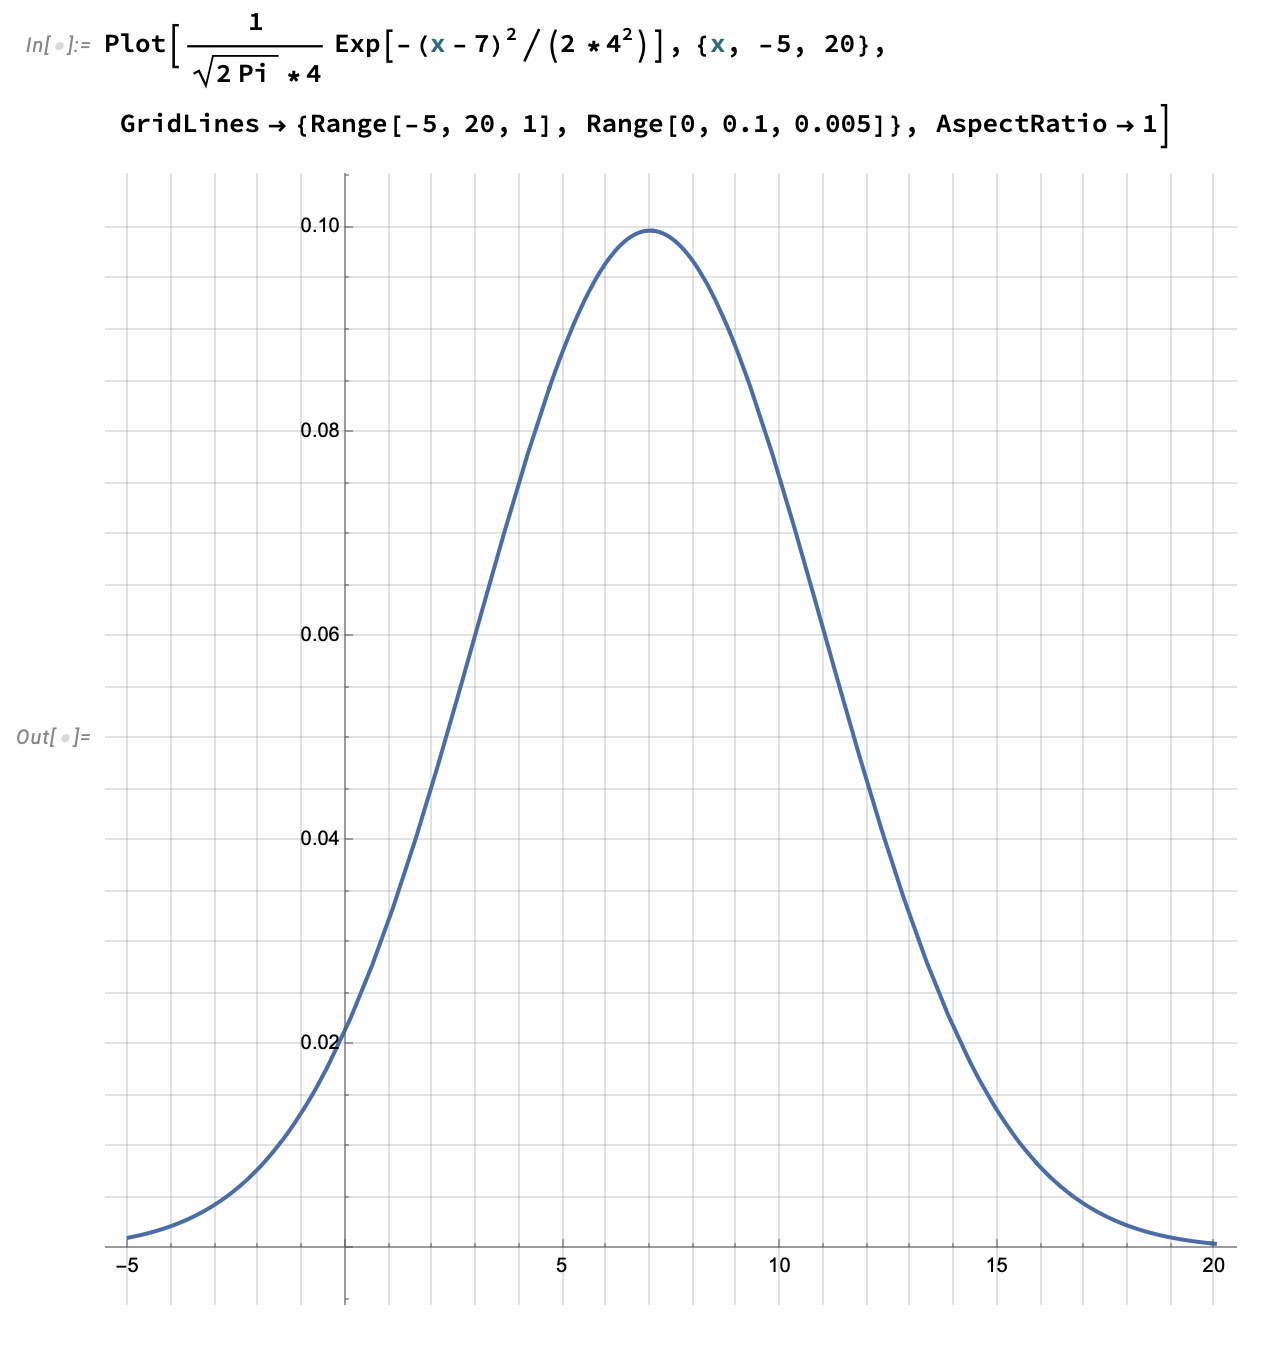 In[ ]:= Plot[1/(√(2 Pi) * 4) Exp[-(x - 7)^2/(2 * 4^2)], {x, -5, 20},
GridLines → {Range[-5, 20, 1], Range[0, 0.1, 0.005]}, AspectRatio → 1]
0.10
0.08
0.06
Out[ ]=
0.04
0.02
-5 5 10 15 20